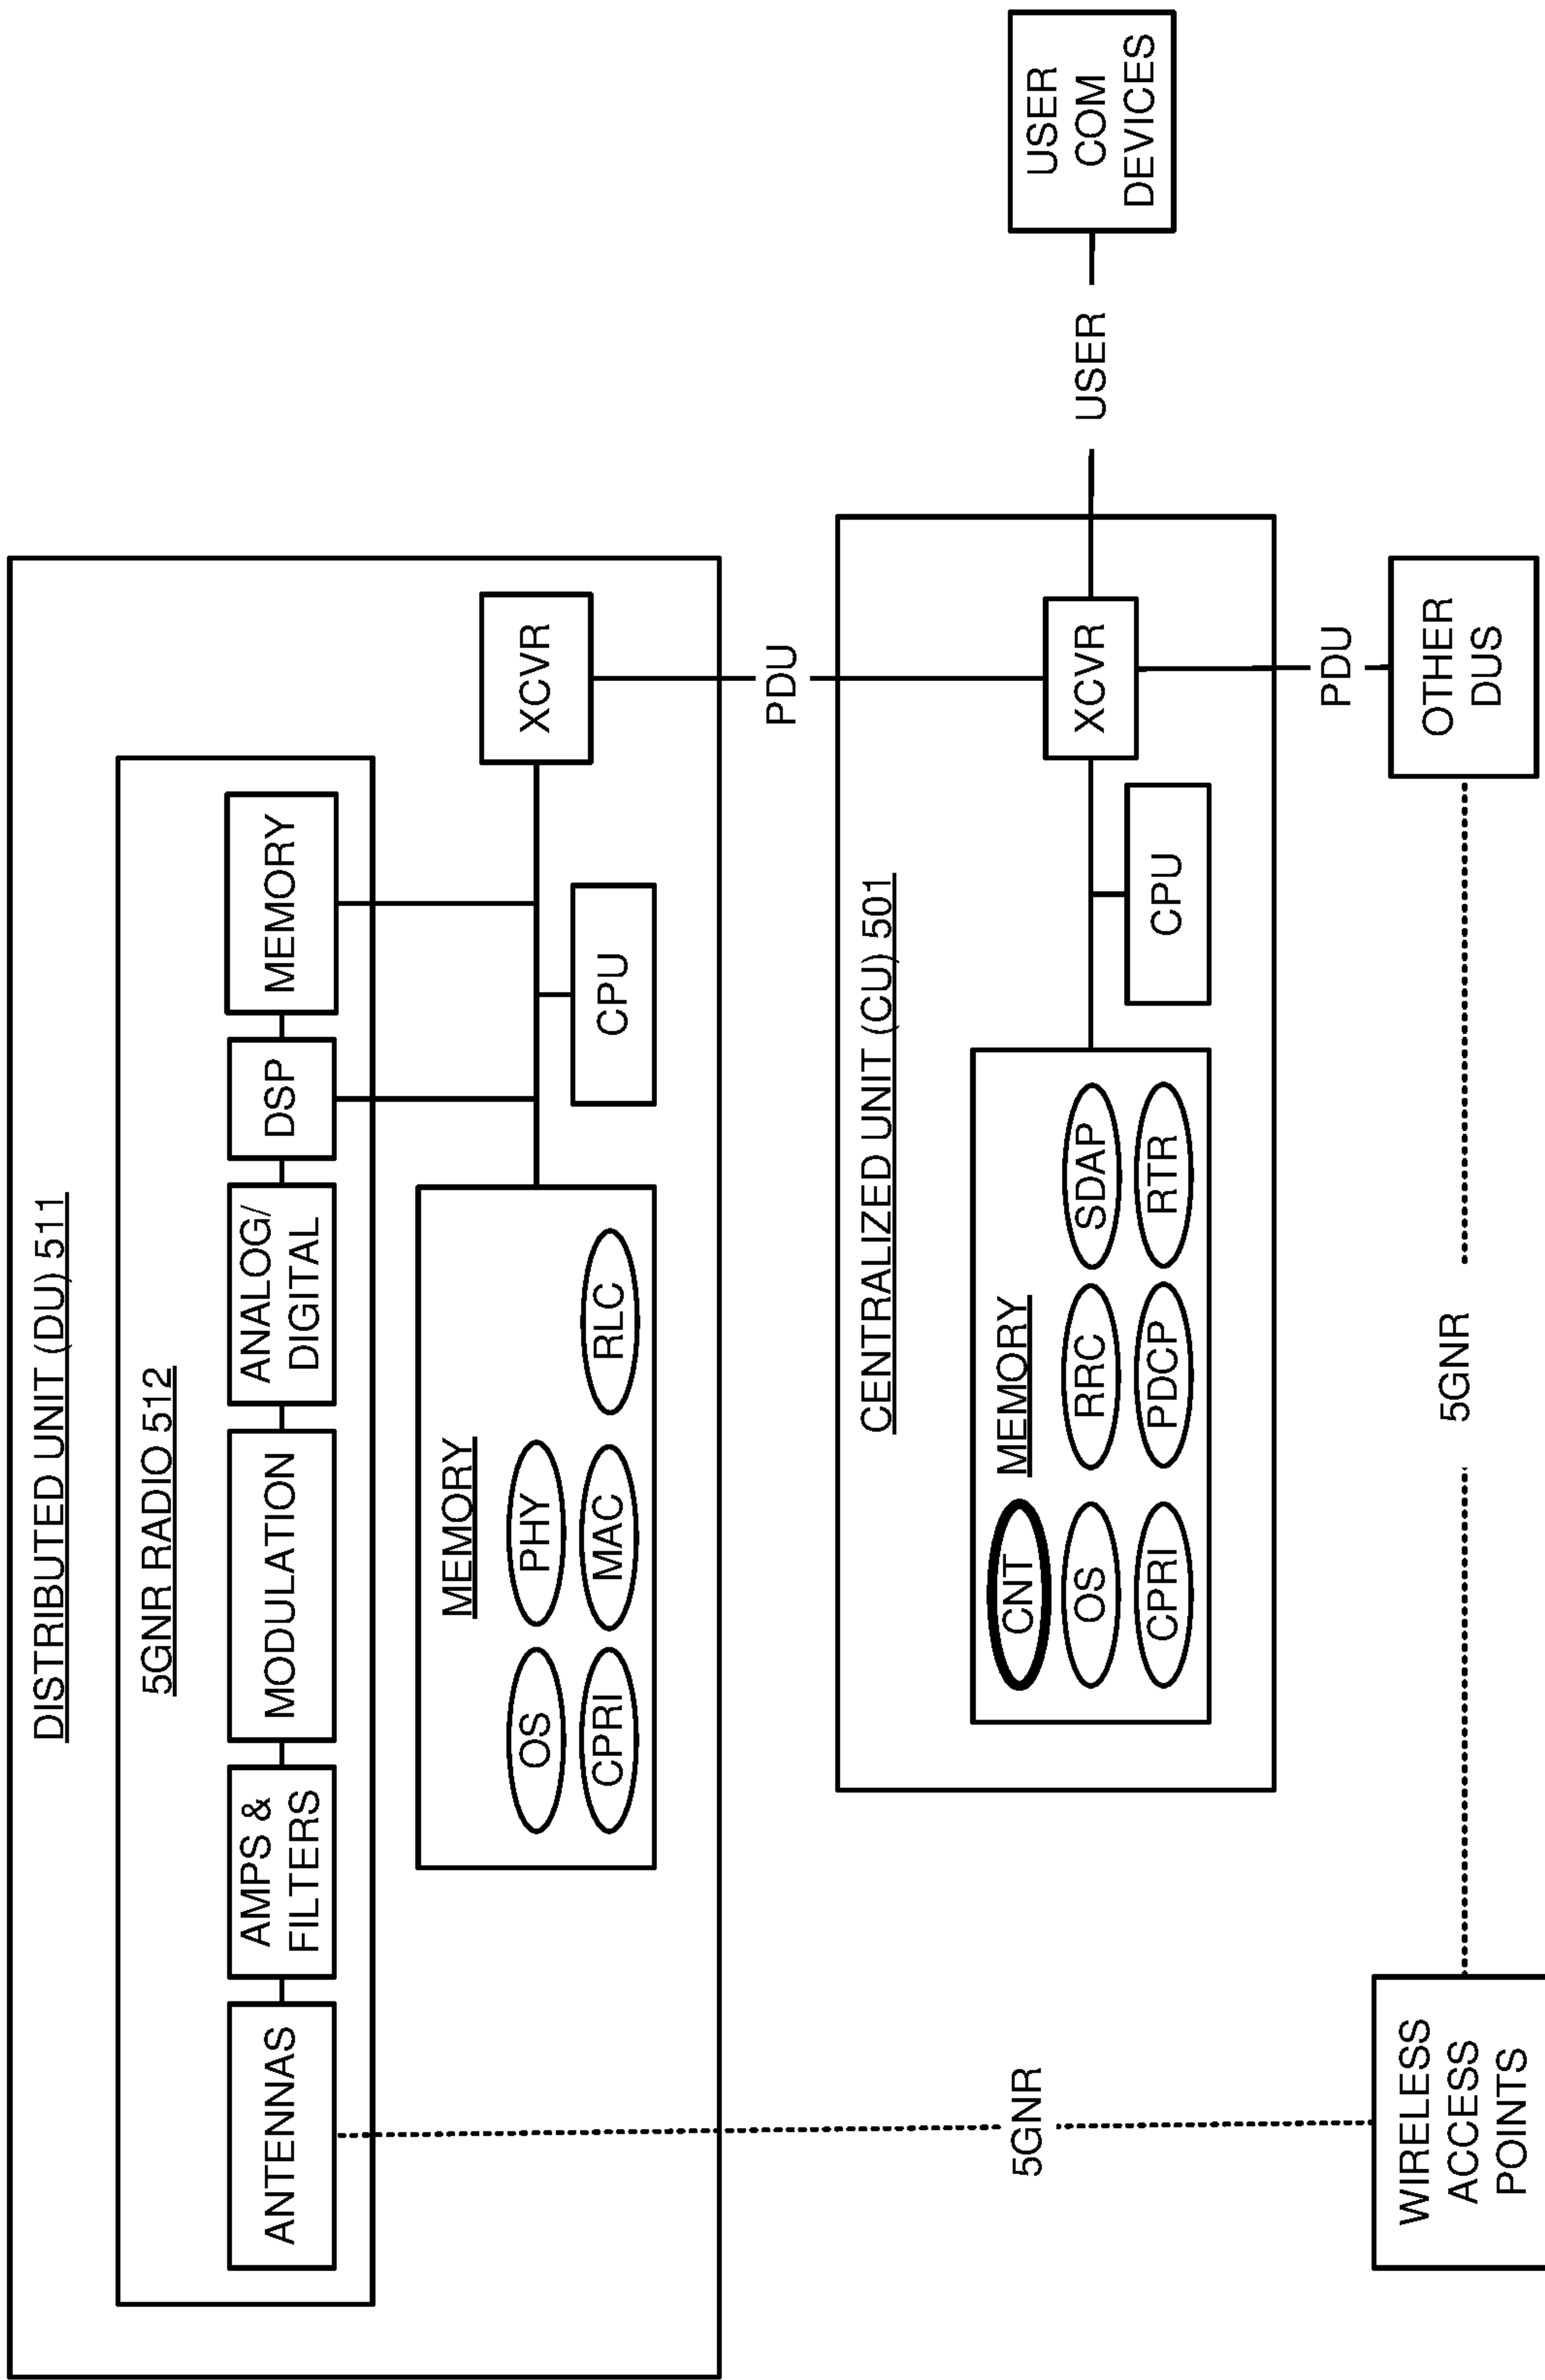 DISTRIBUTED UNIT (DU) 511
5GNR RADIO 512
ANTENNAS
AMPS &
FILTERS
MODULATION
ANALOG/
DIGITAL
DSP
MEMORY
MEMORY
OS
PHY
CPRI
MAC
RLC
CPU
XCVR
PDU
CENTRALIZED UNIT (CU) 501
MEMORY
CNT
OS
RRC
SDAP
CPRI
PDCP
RTR
CPU
XCVR
USER
USER
COM
DEVICES
PDU
OTHER
DUS
5GNR
5GNR
WIRELESS
ACCESS
POINTS